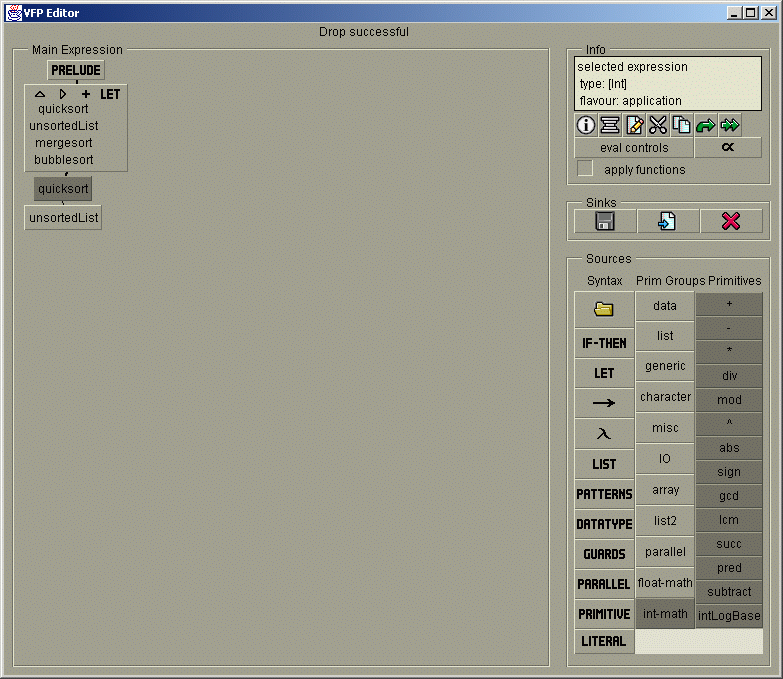 VFP Editor
Drop successful
Main Expression
PRELUDE
LET
quicksort
unsortedList
mergesort
bubblesort
quicksort
unsortedList
Info
selected expression
type: [Int]
flavour: application
eval controls
α
apply functions
Sinks
Sources
Syntax
IF-THEN
LET
→
λ
LIST
PATTERNS
DATATYPE
GUARDS
PARALLEL
PRIMITIVE
LITERAL
Prim Groups
data
list
generic
character
misc
IO
array
list2
parallel
float-math
int-math
Primitives
+
-
*
div
mod
^
abs
sign
gcd
lcm
succ
pred
subtract
intLogBase